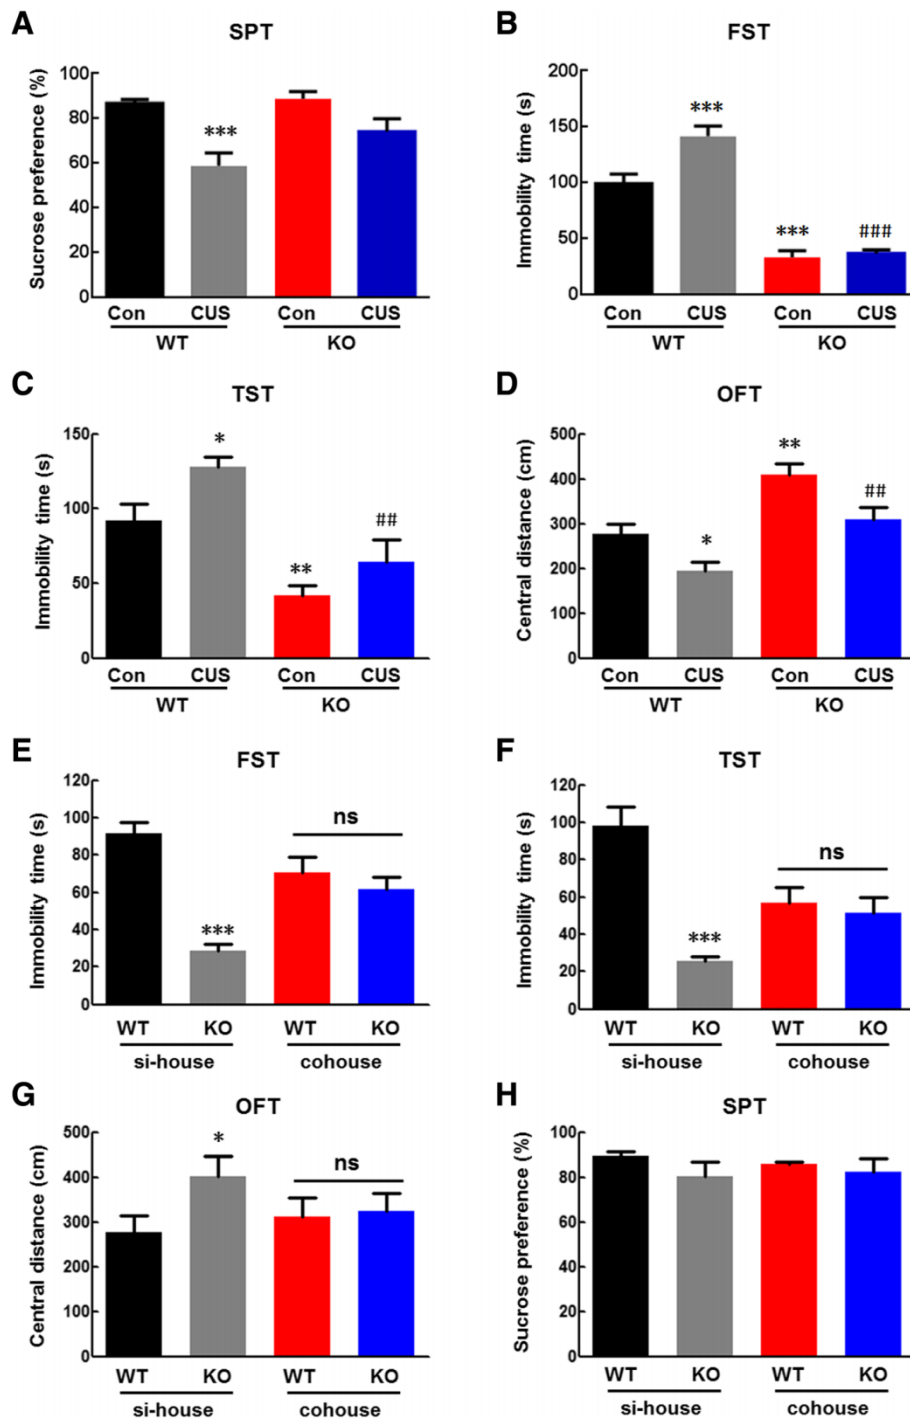 A
SPT
Sucrose preference (%)
100
80
60
40
20
0
***
Con CUS Con CUS
WT KO
B
FST
Immobility time (s)
200
150
100
50
0
***
***
###
Con CUS Con CUS
WT KO
C
TST
Immobility time (s)
150
100
50
0
*
**
##
Con CUS Con CUS
WT KO
D
OFT
Central distance (cm)
500
400
300
200
100
0
*
**
##
Con CUS Con CUS
WT KO
E
FST
Immobility time (s)
120
100
80
60
40
20
0
***
ns
WT KO WT KO
si-house cohouse
F
TST
Immobility time (s)
120
100
80
60
40
20
0
***
ns
WT KO WT KO
si-house cohouse
G
OFT
Central distance (cm)
500
400
300
200
100
0
*
ns
WT KO WT KO
si-house cohouse
H
SPT
Sucrose preference (%)
100
80
60
40
20
0
WT KO WT KO
si-house cohouse